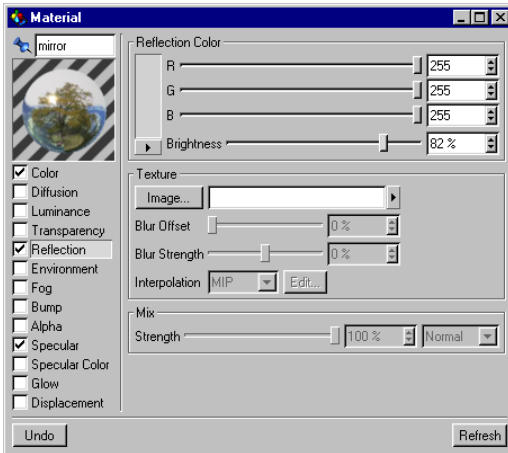 Material
mirror
Reflection Color
R 255
G 255
B 255
Brightness 82 %
Color
Diffusion
Luminance
Transparency
Reflection
Environment
Fog
Bump
Alpha
Specular
Specular Color
Glow
Displacement
Texture
Image...
Blur Offset 0 %
Blur Strength 0 %
Interpolation MIP Edit...
Mix
Strength 100 % Normal
Undo Refresh